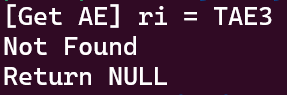 [Get AE] ri = TAE3
Not Found
Return NULL